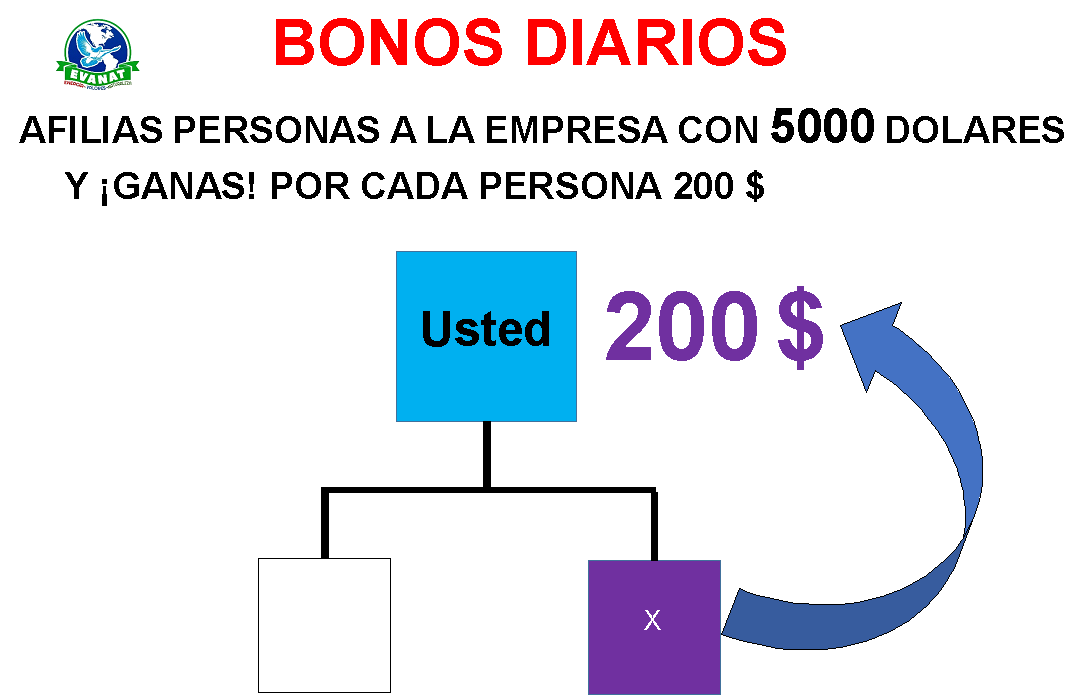 BONOS DIARIOS
EVANAT
AFILIAS PERSONAS A LA EMPRESA CON 5000 DOLARES
Y ¡GANAS! POR CADA PERSONA 200 $
Usted
200 $
X